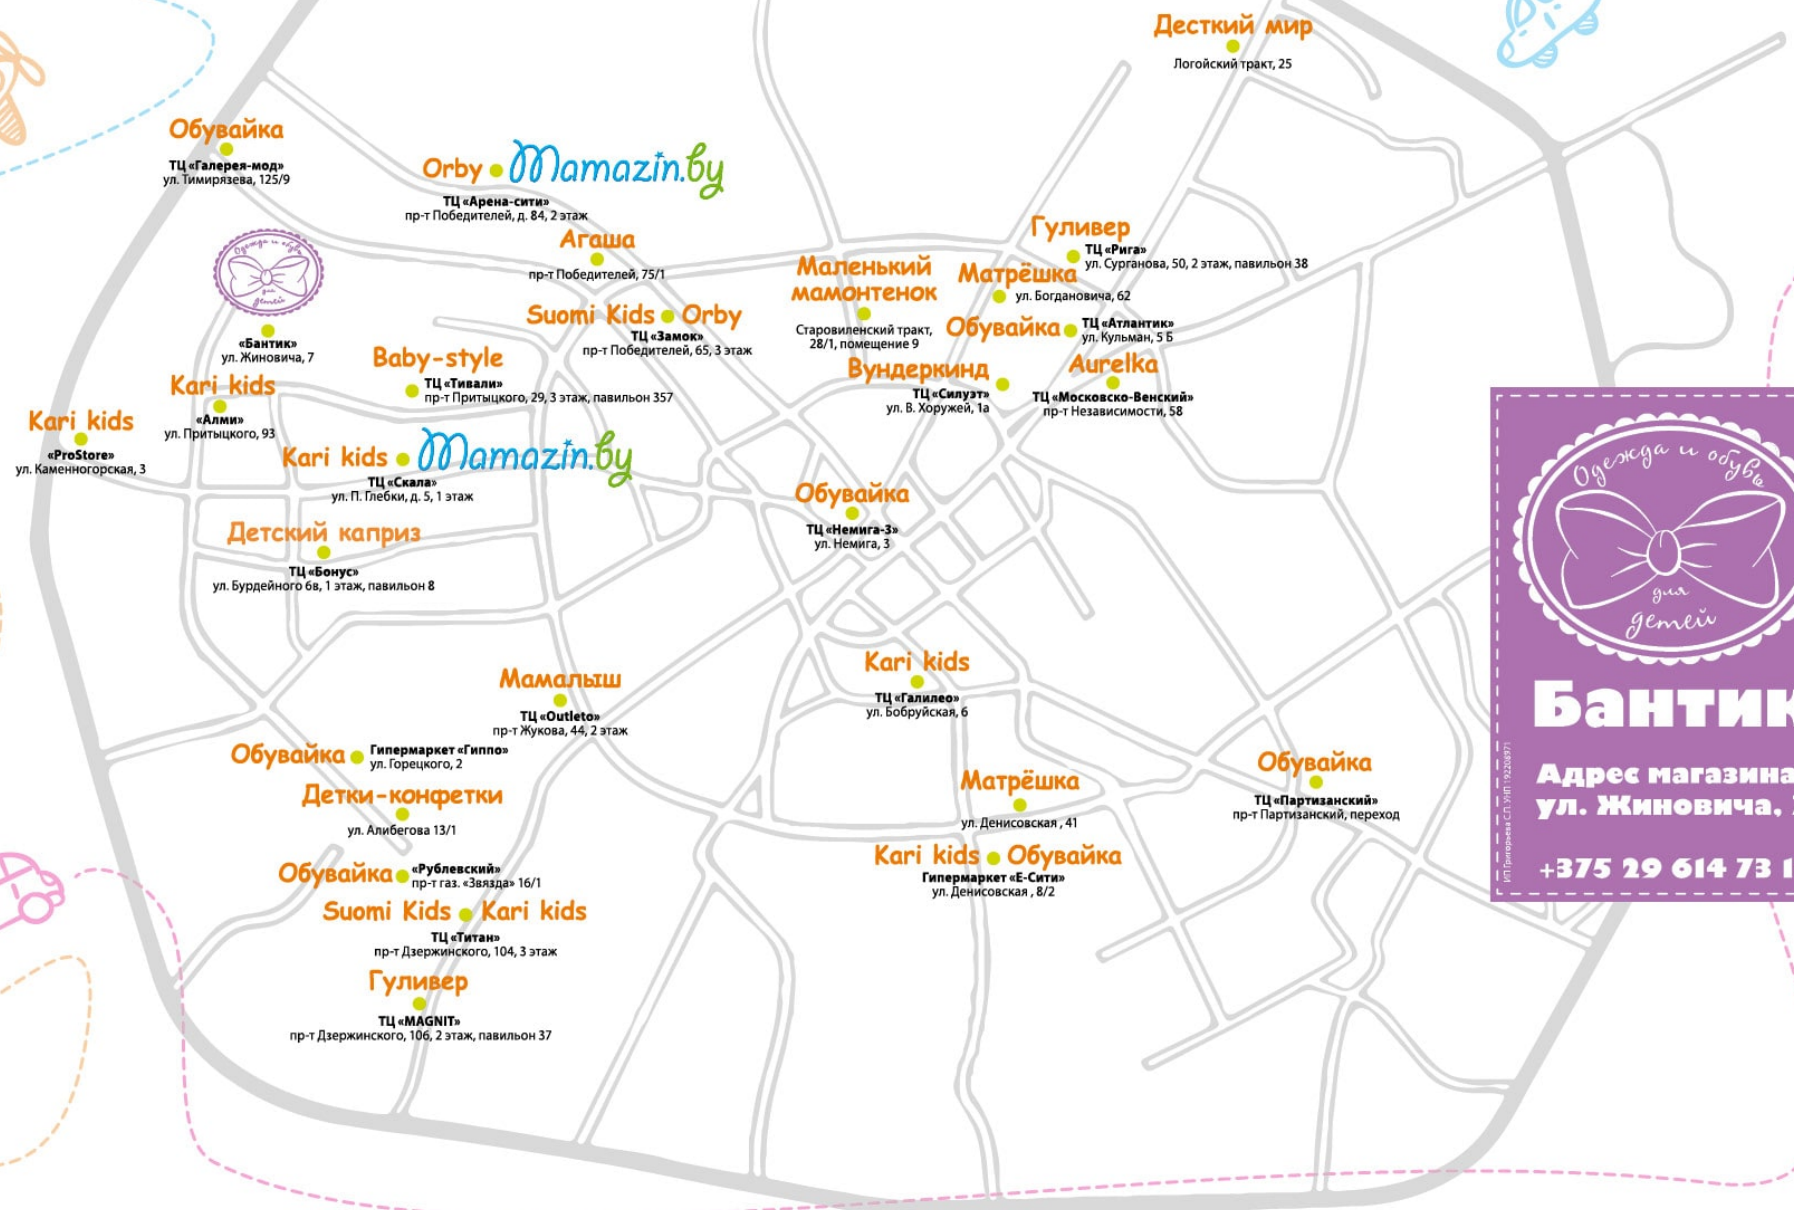 Десткий мир
Логойский тракт, 25
Обувайка
ТЦ «Галерея-мод»
ул. Тимирязева, 125/9
Orby
Mamazin.by
ТЦ «Арена-сити»
пр-т Победителей, д. 84, 2 этаж
Агаша
пр-т Победителей, 75/1
Гуливер
ТЦ «Рига»
ул. Сурганова, 50, 2 этаж, павильон 38
Маленький
мамонтенок
Старовиленский тракт,
28/1, помещение 9
Матрёшка
ул. Богдановича, 62
Одежда и обувь
для
детей
«Бантик»
ул. Жиновича, 7
Suomi Kids
Orby
ТЦ «Замок»
пр-т Победителей, 65, 3 этаж
Обувайка
ТЦ «Атлантик»
ул. Кульман, 5 Б
Baby-style
ТЦ «Тивали»
пр-т Притыцкого, 29, 3 этаж, павильон 357
Вундеркинд
ТЦ «Силуэт»
ул. В. Хоружей, 1а
Aurelka
ТЦ «Московско-Венский»
пр-т Независимости, 58
Kari kids
«Алми»
ул. Притыцкого, 93
Kari kids
«ProStore»
ул. Каменногорская, 3
Kari kids
Mamazin.by
ТЦ «Скала»
ул. П. Глебки, д. 5, 1 этаж
Обувайка
ТЦ «Немига-3»
ул. Немига, 3
Детский каприз
ТЦ «Бонус»
ул. Бурдейного 6в, 1 этаж, павильон 8
Kari kids
ТЦ «Галилео»
ул. Бобруйская, 6
Мамалыш
ТЦ «Outleto»
пр-т Жукова, 44, 2 этаж
Обувайка
Гипермаркет «Гиппо»
ул. Горецкого, 2
Детки-конфетки
ул. Алибегова 13/1
Матрёшка
ул. Денисовская , 41
Обувайка
ТЦ «Партизанский»
пр-т Партизанский, переход
Kari kids
Обувайка
Гипермаркет «Е-Сити»
ул. Денисовская , 8/2
Обувайка
«Рублевский»
пр-т газ. «Звязда» 16/1
Suomi Kids
Kari kids
ТЦ «Титан»
пр-т Дзержинского, 104, 3 этаж
Гуливер
ТЦ «MAGNIT»
пр-т Дзержинского, 106, 2 этаж, павильон 37
Одежда и обувь
для
детей
Бантик
Адрес магазина
ул. Жиновича,
+375 29 614 73 1
ИП Григорьева С.П. УНП 192204971